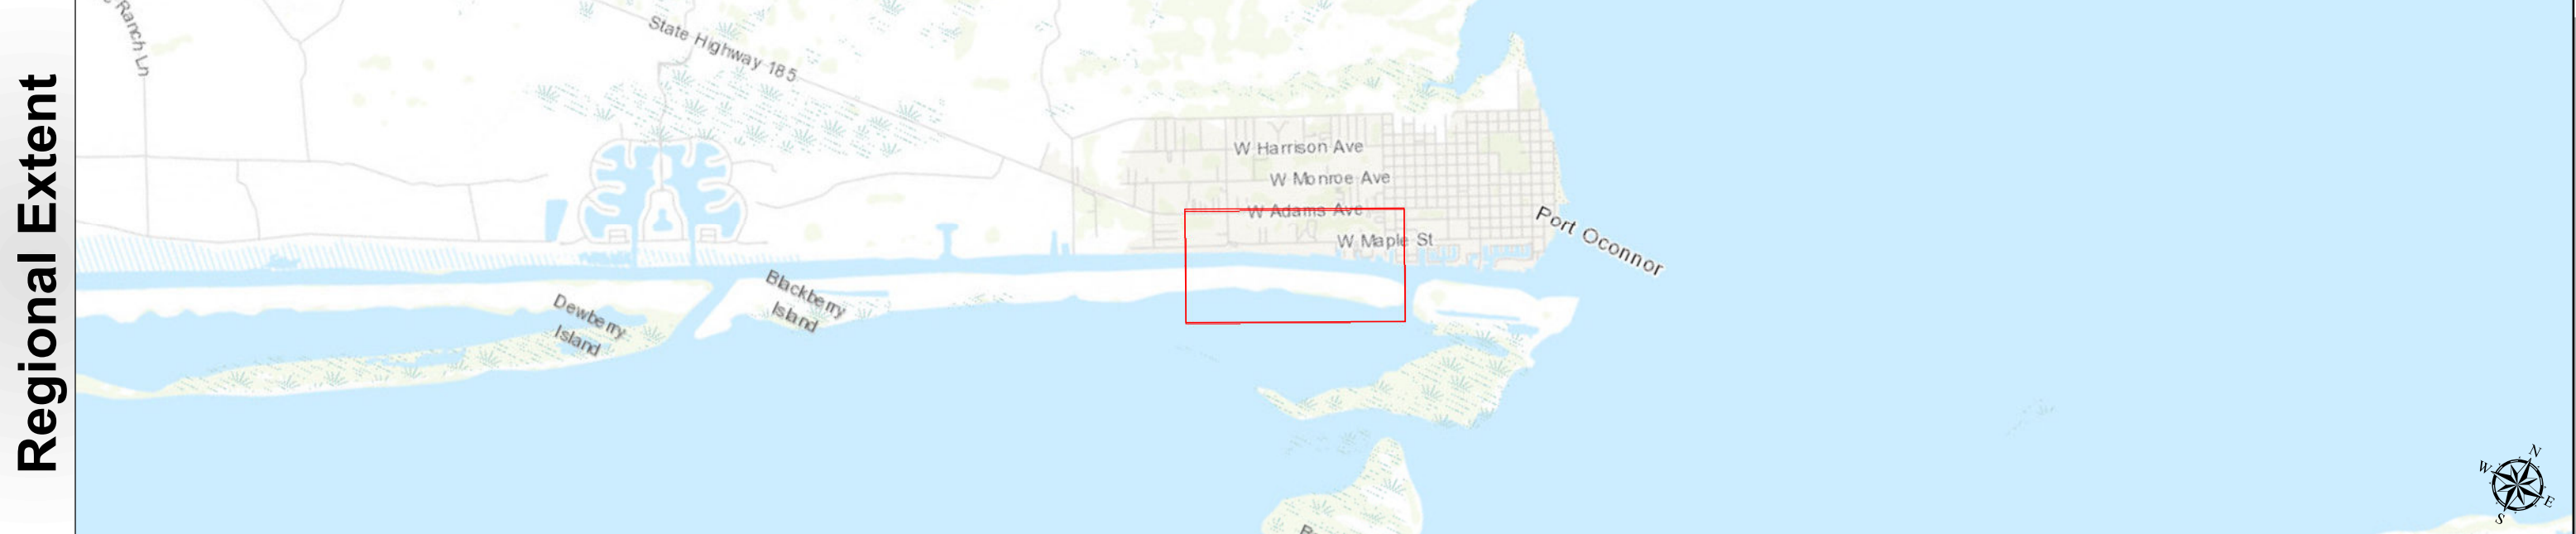 Regional Extent
Ranch Ln
State Highway 185
W Harrison Ave
W Monroe Ave
W Adams Ave
W Maple St
Port Oconnor
Blackberry
Island
Dewberry
Island
N
W
E
S